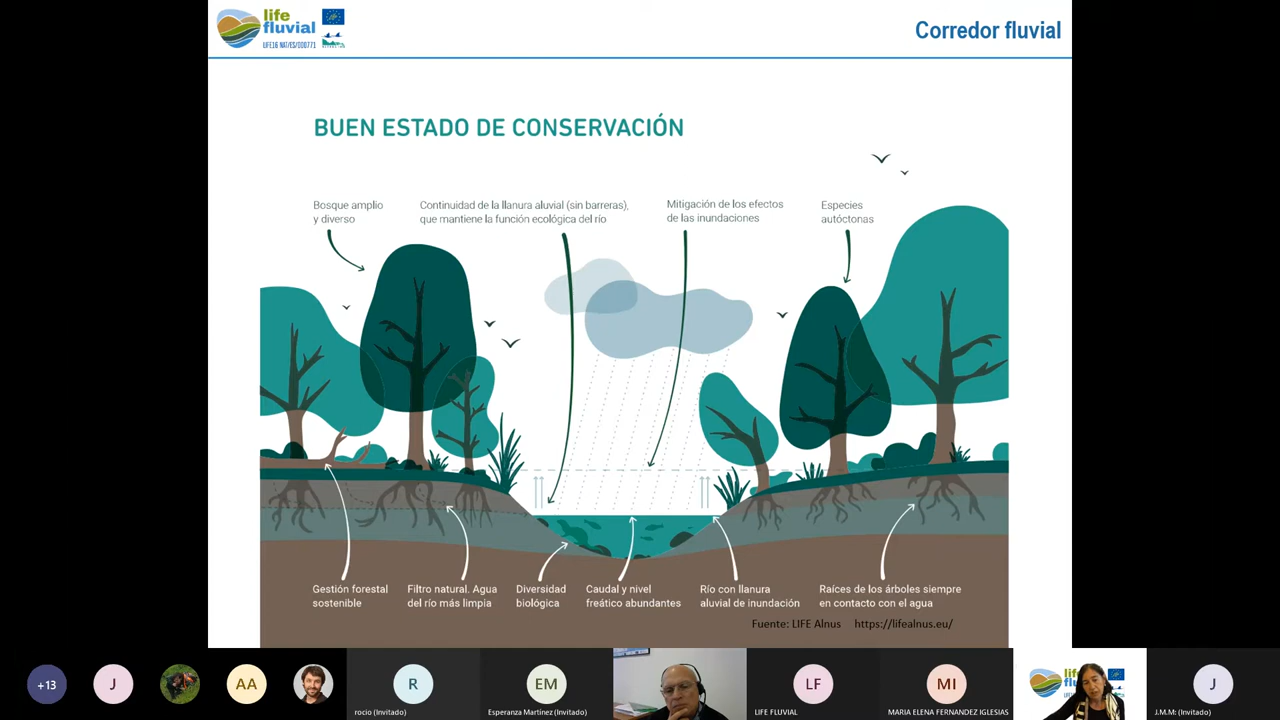 life
fluvial
LIFE16 NAT/ES/000771
Corredor fluvial
BUEN ESTADO DE CONSERVACIÓN
Bosque amplio
y diverso
Continuidad de la llanura aluvial (sin barreras),
que mantiene la función ecológica del río
Mitigación de los efectos
de las inundaciones
Especies
autóctonas
Gestión forestal
sostenible
Filtro natural. Agua
del río más limpia
Diversidad
biológica
Caudal y nivel
freático abundantes
Río con llanura
aluvial de inundación
Raíces de los árboles siempre
en contacto con el agua
Fuente: LIFE Alnus https://lifealnus.eu/
+13
J
AA
R
rocio (Invitado)
EM
Esperanza Martínez (Invitado)
LF
LIFE FLUVIAL
MI
MARIA ELENA FERNANDEZ IGLESIAS
life
fluvial
J
J.M.M: (Invitado)